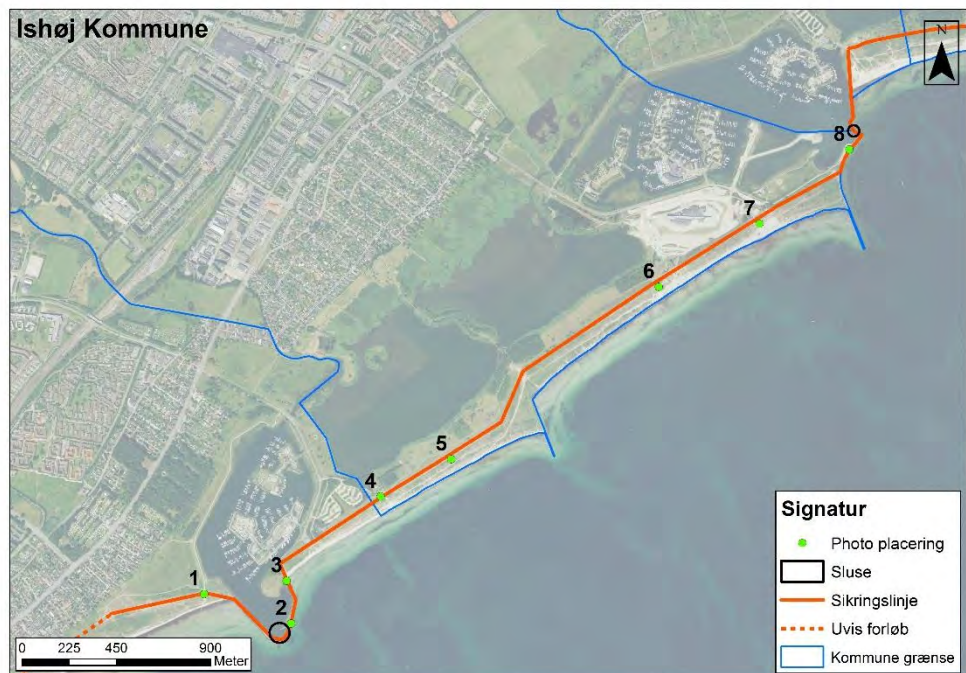 Ishøj Kommune
N
8
7
6
5
4
3
1
2
0 225 450 900
Meter
Signatur
Photo placering
Sluse
Sikringslinje
Uvis forløb
Kommune grænse